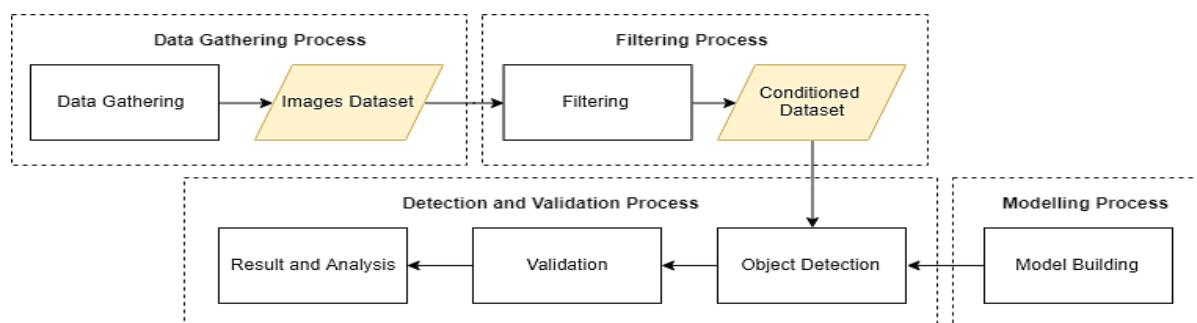 Data Gathering Process
Filtering Process
Data Gathering
Images Dataset
Filtering
Conditioned
Dataset
Detection and Validation Process
Modelling Process
Result and Analysis
Validation
Object Detection
Model Building